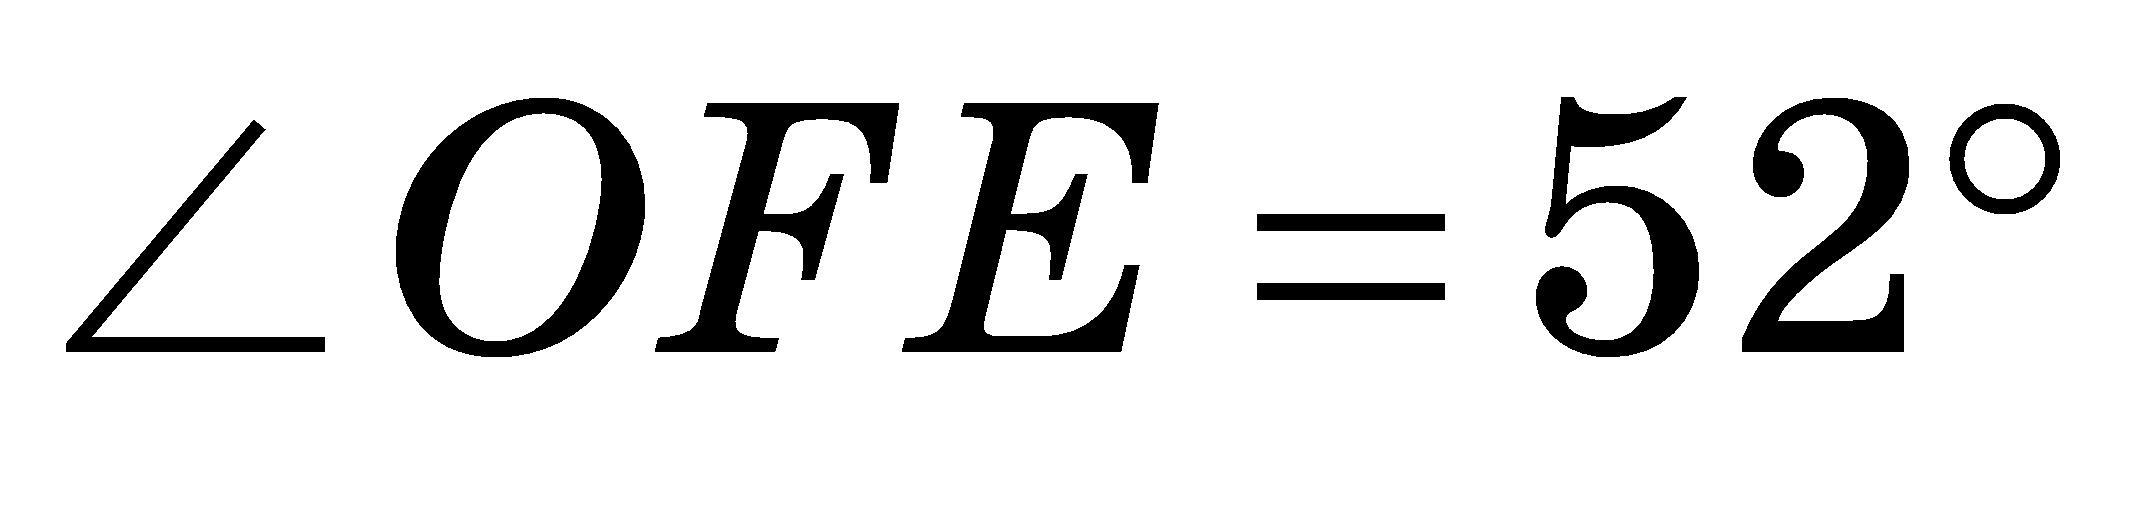 ∠OFE = 52°